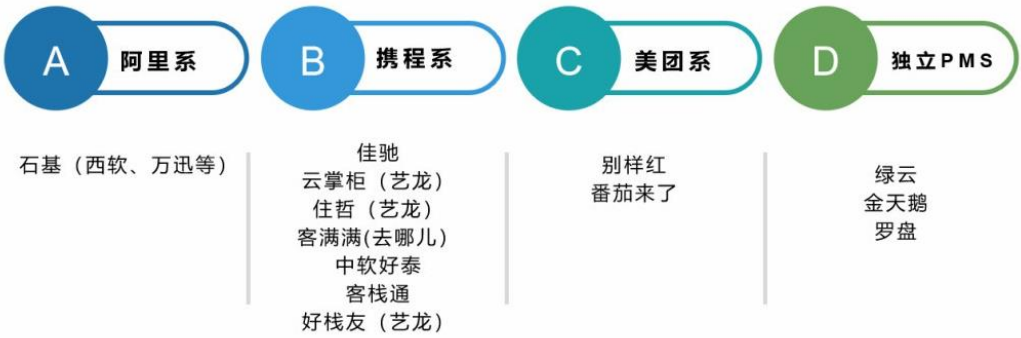 A
阿里系
B
携程系
C
美团系
D
独立PMS
石基（西软、万迅等）
佳驰
云掌柜（艺龙）
住哲（艺龙）
客满满(去哪儿)
中软好泰
客栈通
好栈友（艺龙）
别样红
番茄来了
绿云
金天鹅
罗盘